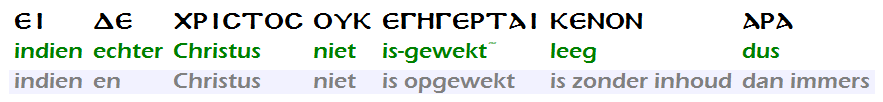 ΕΙ ΔΕ ΧΡΙСΤΟС ΟΥΚ ΕΓΗΓΕΡΤΑΙ ΚΕΝΟΝ ΑΡΑ
indien echter Christus niet is-gewekt~ leeg dus
indien en Christus niet is opgewekt is zonder inhoud dan immers